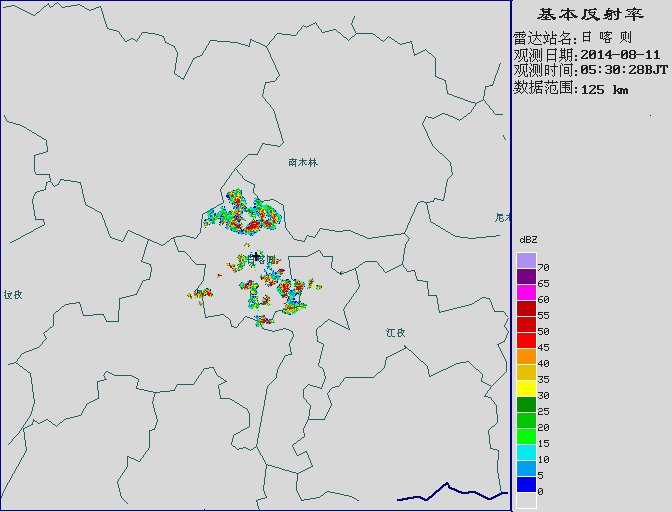 基本反射率
雷达站名:日 喀 则
观测日期:2014-08-11
观测时间:05:30:28BJT
数据范围:125 km
南木林
尼木
日喀则
拉孜
江孜
dBZ
70
65
60
55
50
45
40
35
30
25
20
15
10
5
0